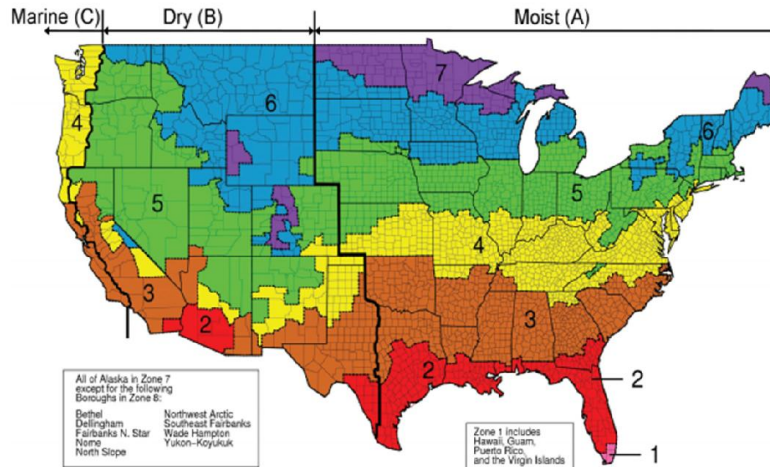 Marine (C) Dry (B) Moist (A)
7
6
4
6
5
5
4
3
3
2
2
2
1
All of Alaska in Zone 7
except for the following
Boroughs in Zone 8:
Bethel Northwest Arctic
Dellingham Southeast Fairbanks
Fairbanks N. Star Wade Hampton
Nome Yukon-Koyukuk
North Slope
Zone 1 includes
Hawaii, Guam,
Puerto Rico,
and the Virgin Islands